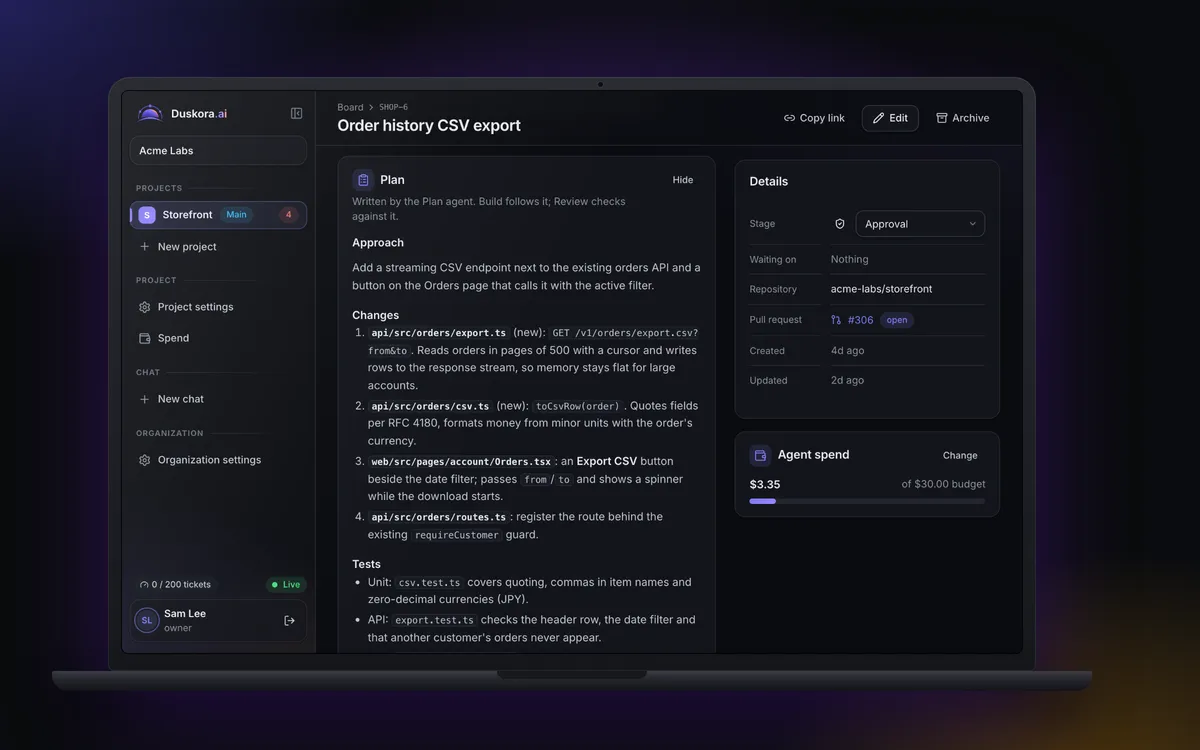 Duskora.ai
Acme Labs
PROJECTS
S Storefront Main 4
New project
PROJECT
Project settings
Spend
CHAT
New chat
ORGANIZATION
Organization settings
0 / 200 tickets
Live
SL
Sam Lee
owner
Board > SHOP-6
Order history CSV export
Copy link
Edit
Archive
Plan
Hide
Written by the Plan agent. Build follows it; Review checks
against it.
Approach
Add a streaming CSV endpoint next to the existing orders API and a
button on the Orders page that calls it with the active filter.
Changes
1. api/src/orders/export.ts (new): GET /v1/orders/export.csv?
from&to . Reads orders in pages of 500 with a cursor and writes
rows to the response stream, so memory stays flat for large
accounts.
2. api/src/orders/csv.ts (new): toCsvRow(order) . Quotes fields
per RFC 4180, formats money from minor units with the order's
currency.
3. web/src/pages/account/Orders.tsx : an Export CSV button
beside the date filter; passes from / to and shows a spinner
while the download starts.
4. api/src/orders/routes.ts : register the route behind the
existing requireCustomer guard.
Tests
• Unit: csv.test.ts covers quoting, commas in item names and
zero-decimal currencies (JPY).
• API: export.test.ts checks the header row, the date filter and
that another customer's orders never appear.
Details
Stage Approval
Waiting on Nothing
Repository acme-labs/storefront
Pull request #306 open
Created 4d ago
Updated 2d ago
Agent spend
Change
$3.35 of $30.00 budget